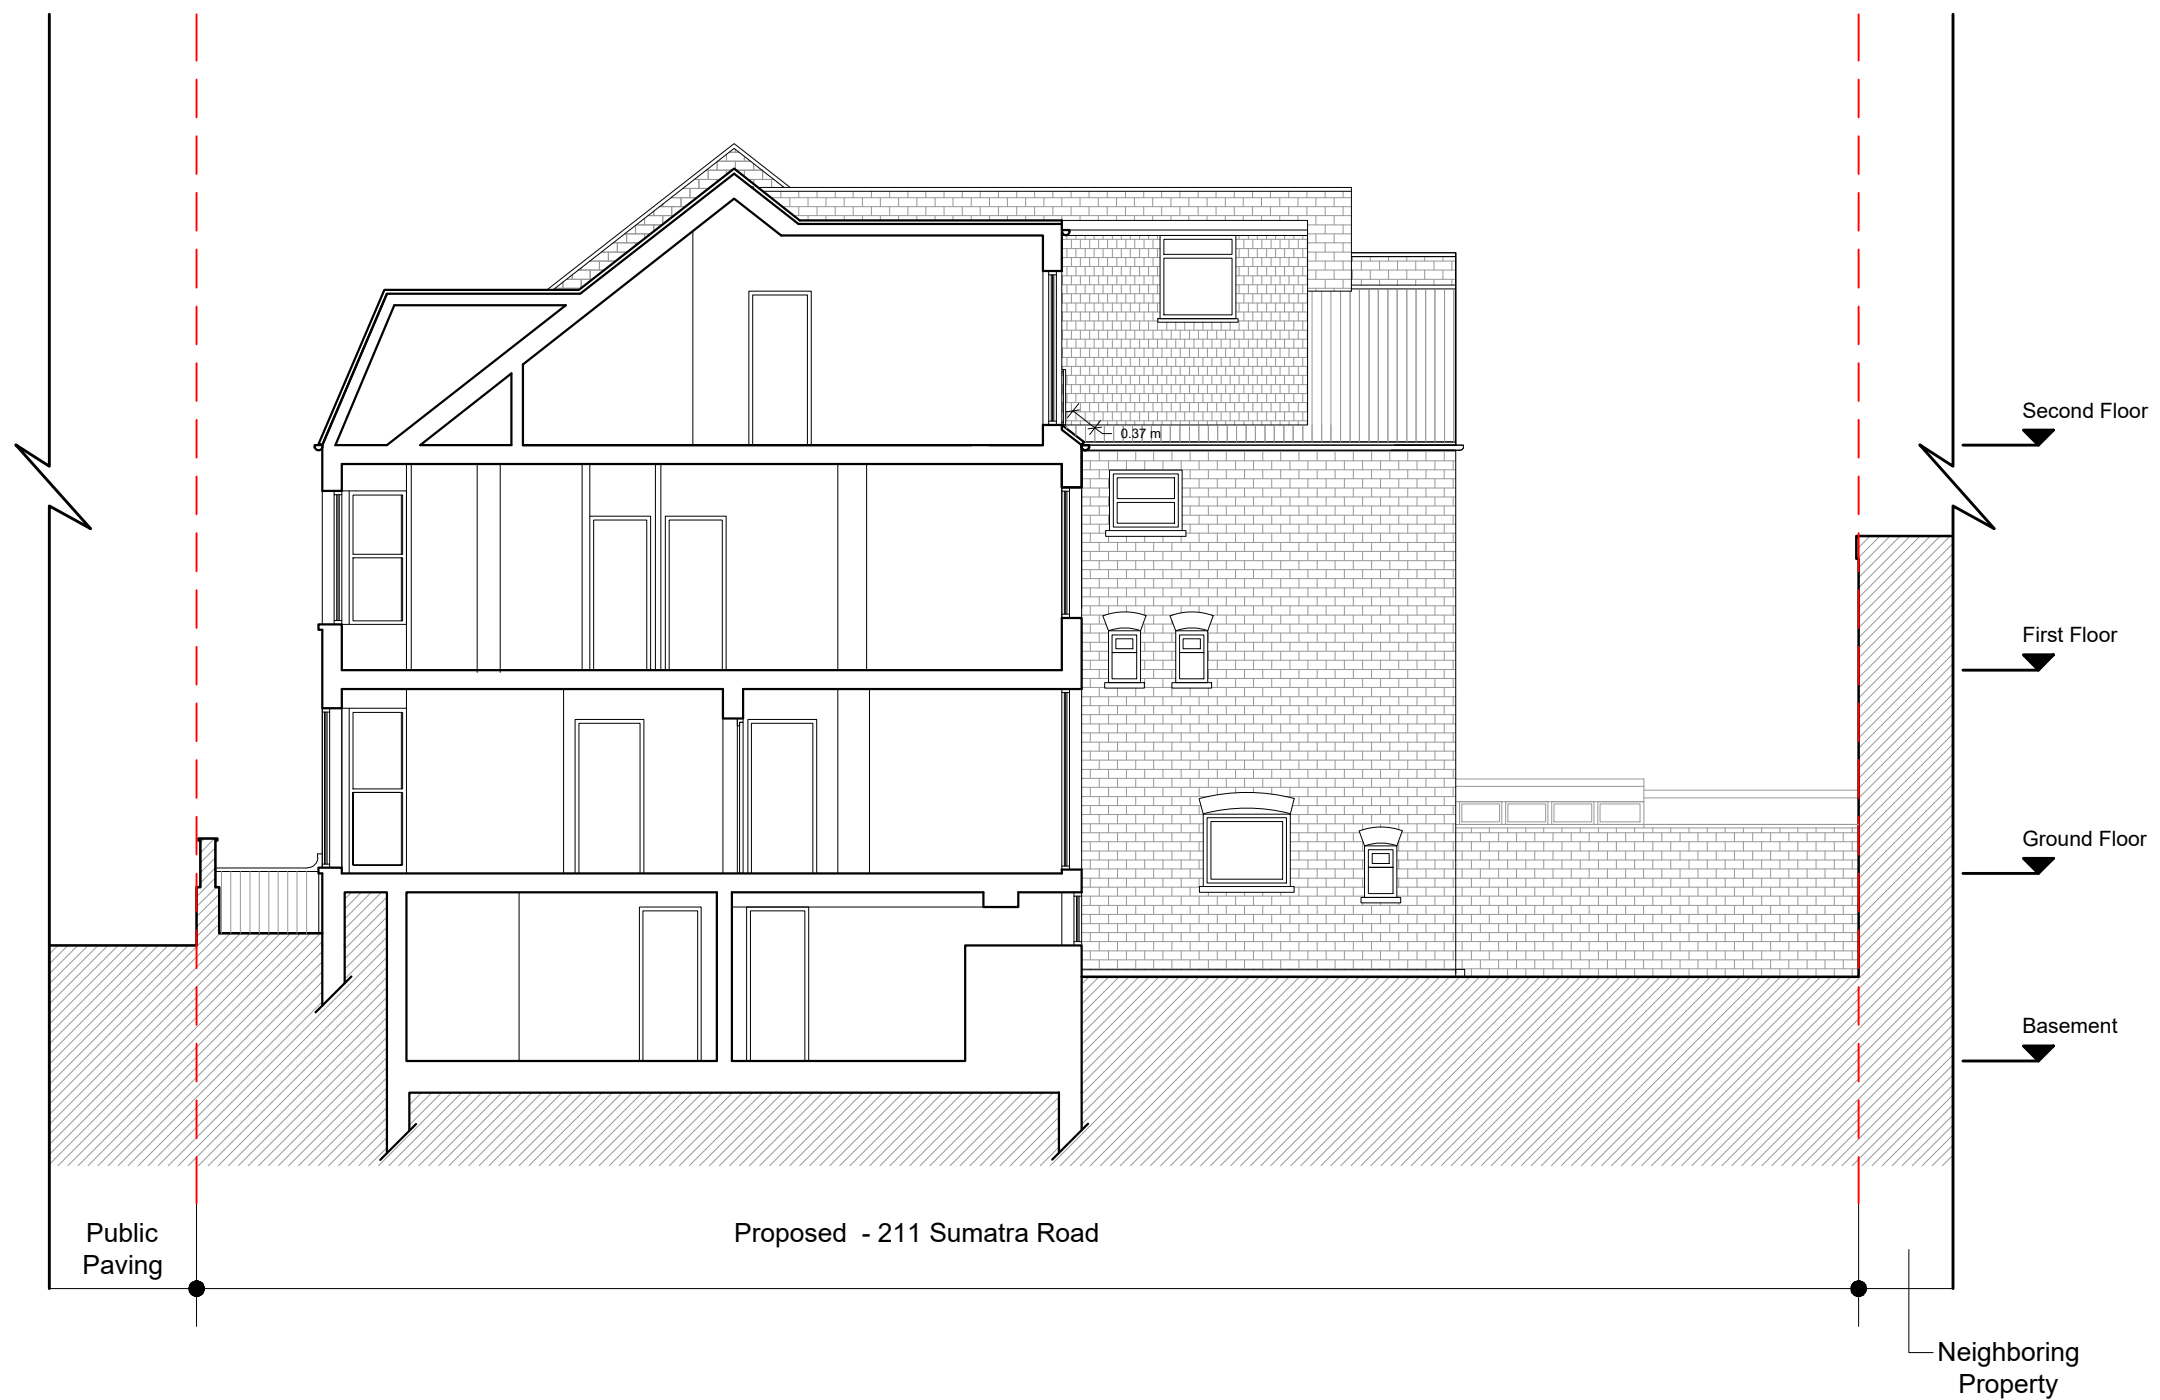 Second Floor
0.37 m
First Floor
Ground Floor
Basement
Public
Paving
Proposed - 211 Sumatra Road
Neighboring
Property